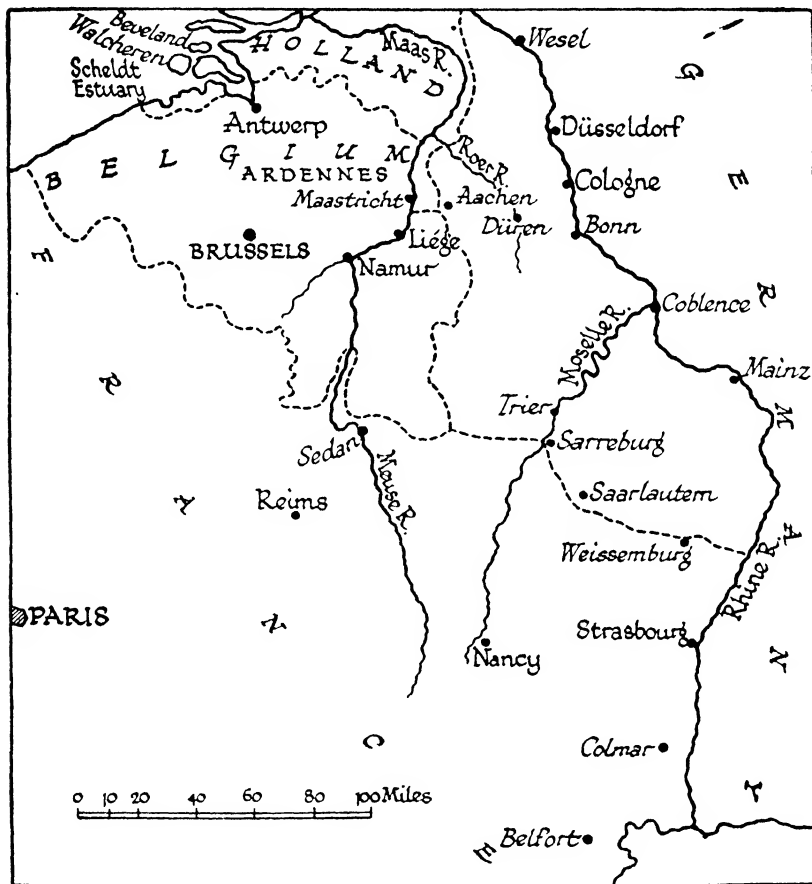 Beveland
Walcheren
Scheldt
Estuary
HOLLAND
Maas R.
Wesel
GERMANY
Antwerp
Düsseldorf
BELGIUM
ARDENNES
Roer R.
Maastricht
Aachen
Cologne
Düren
BRUSSELS
Liége
Bonn
Namur
FRANCE
Coblence
Moselle R.
Mainz
Trier
Sedan
Sarreburg
Meuse R.
Reims
Saarlautern
Weissemburg
Rhine R.
PARIS
Strasbourg
Nancy
Colmar
0 10 20 40 60 80 100 Miles
Belfort